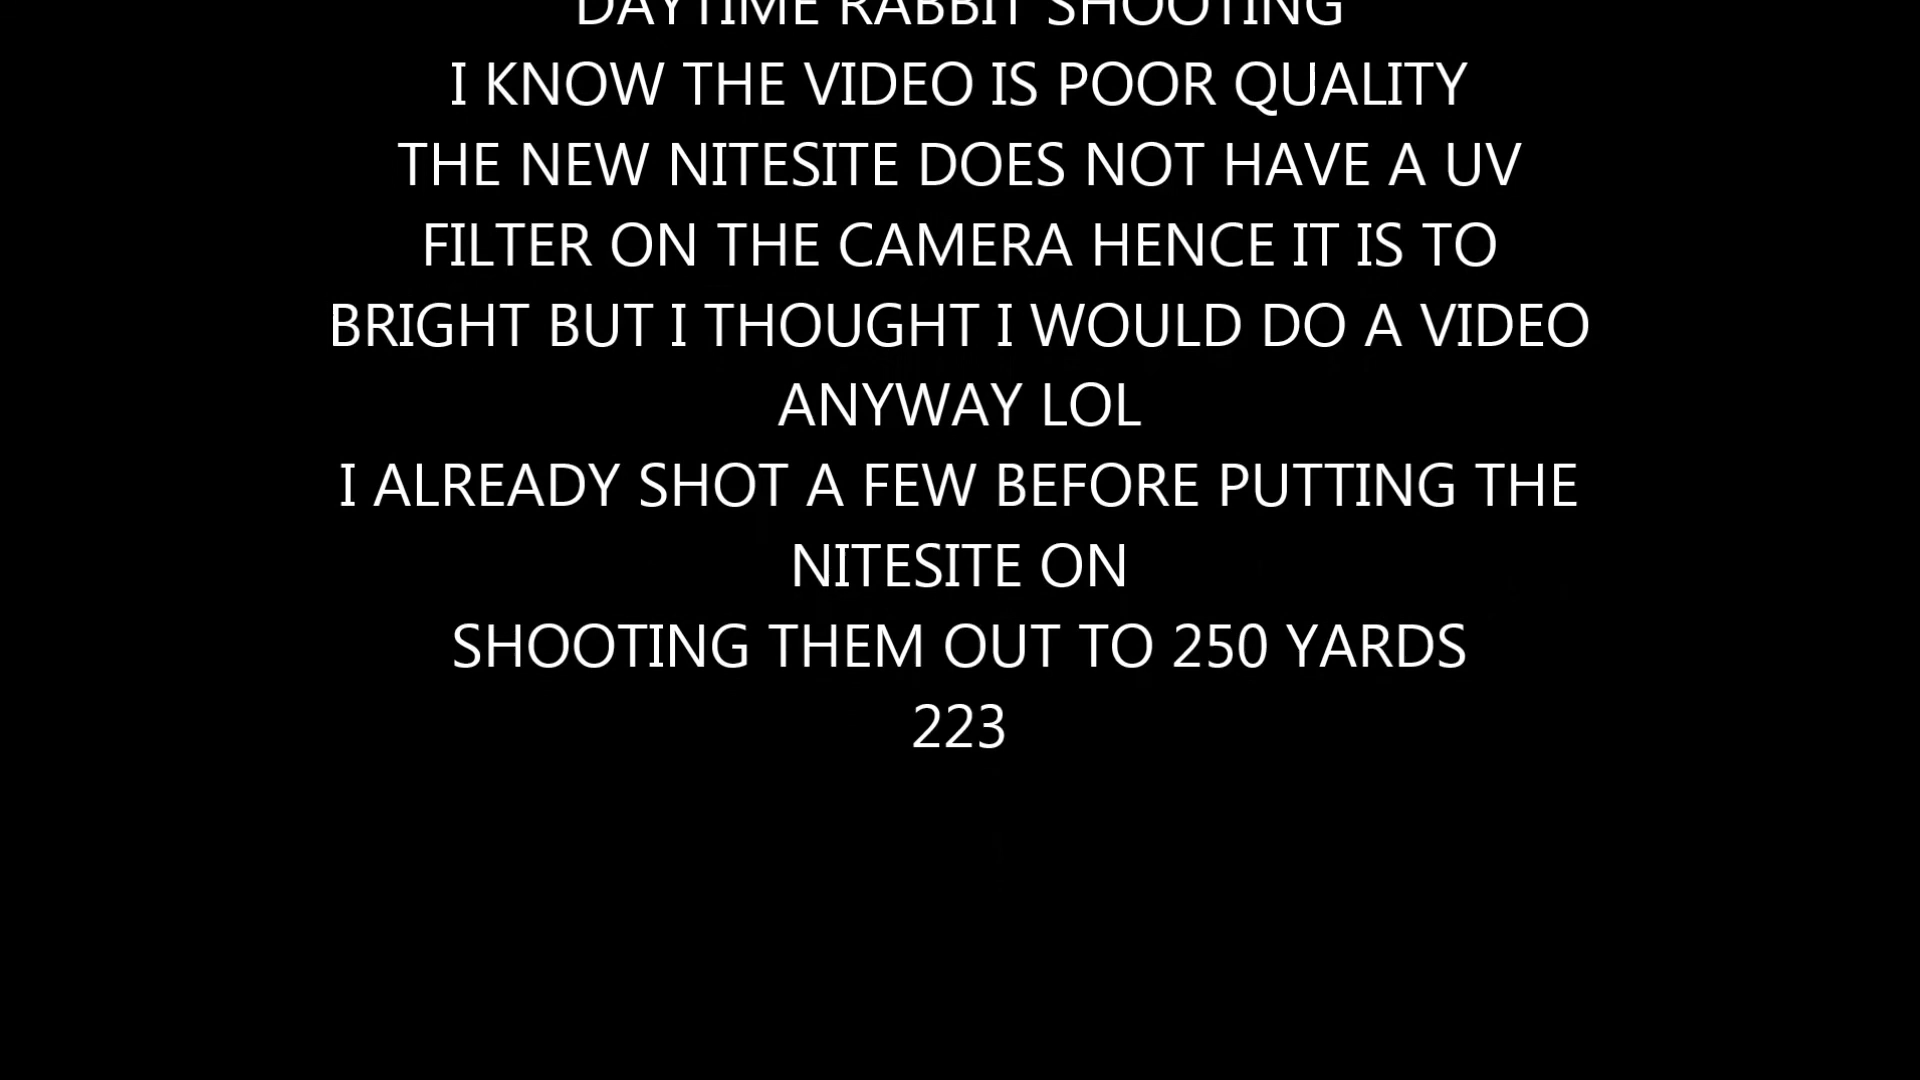 DAYTIME RABBIT SHOOTING
I KNOW THE VIDEO IS POOR QUALITY
THE NEW NITESITE DOES NOT HAVE A UV
FILTER ON THE CAMERA HENCE IT IS TO
BRIGHT BUT I THOUGHT I WOULD DO A VIDEO
ANYWAY LOL
I ALREADY SHOT A FEW BEFORE PUTTING THE
NITESITE ON
SHOOTING THEM OUT TO 250 YARDS
223